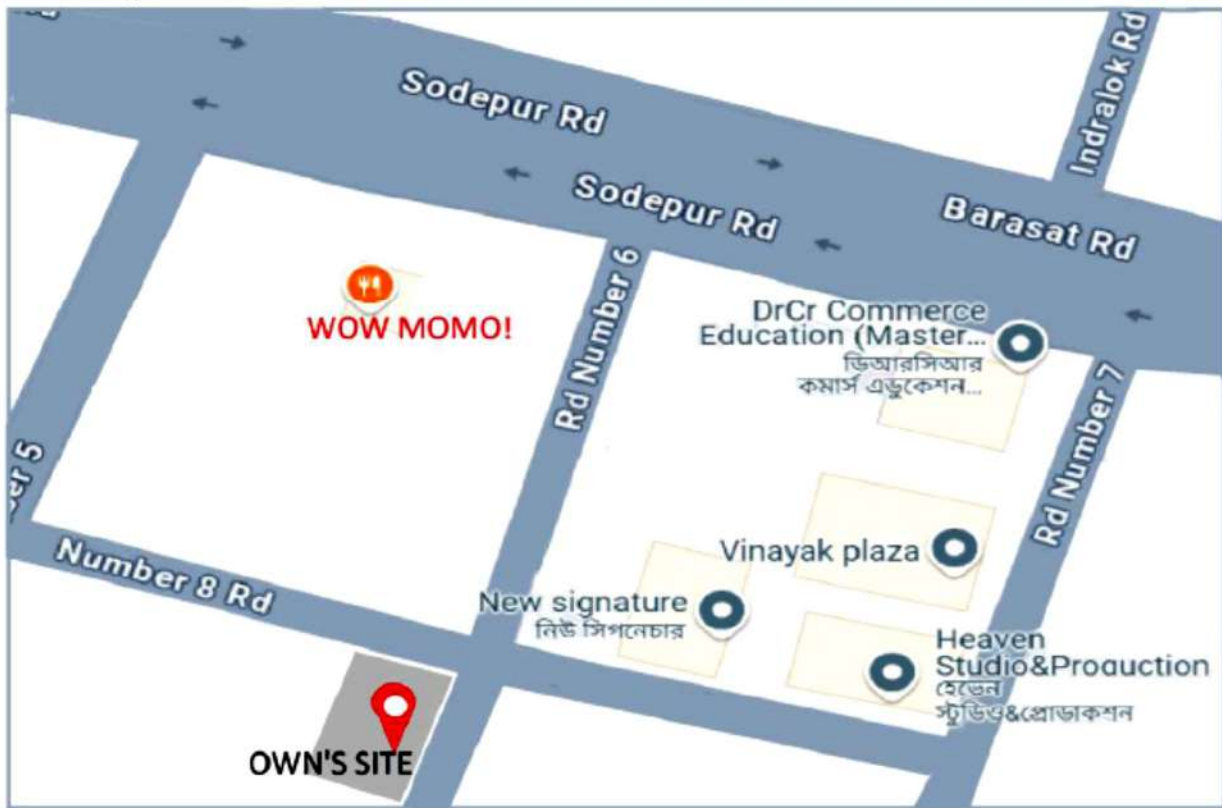 Sodepur Rd
Indralok Rd
Sodepur Rd
Barasat Rd
WOW MOMO!
Rd Number 6
DrCr Commerce
Education (Master...
ডিআরসিআর
কমার্স এডুকেশন...
Rd Number 7
5
Vinayak plaza
Number 8 Rd
New signature
নিউ সিগনেচার
Heaven
Studio&Production
হেভেন
স্টুডিও&প্রোডাকশন
OWN'S SITE